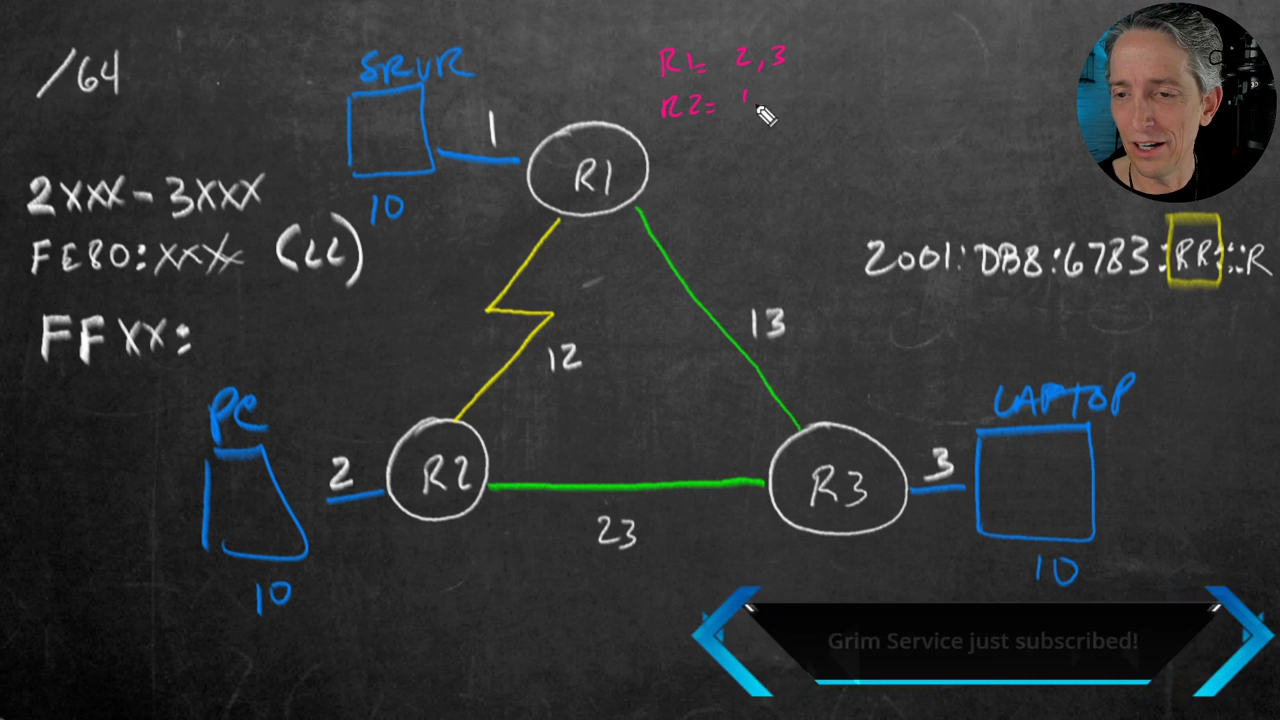 /64
SRVR
1
10
R1= 2,3
R2= 1
R1
2XXX - 3XXX
FE80:XXX (LL)
FFXX:
2001:DB8:6783:RR:::R
13
12
PC
2
R2
10
23
R3
3
LAPTOP
10
Grim Service just subscribed!